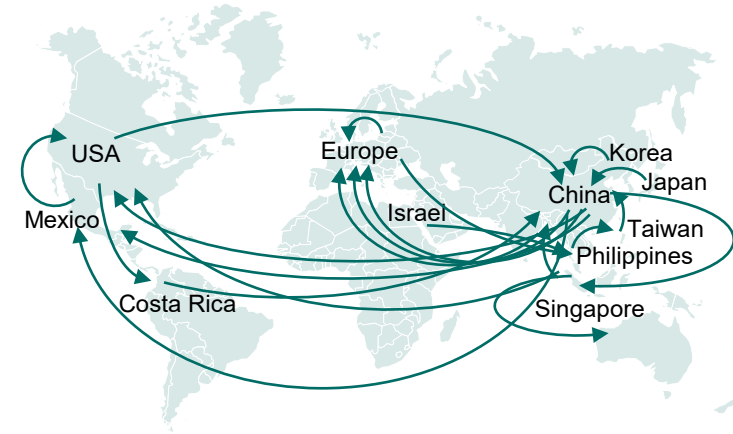 USA
Europe
Korea
Japan
China
Mexico
Israel
Taiwan
Philippines
Costa Rica
Singapore